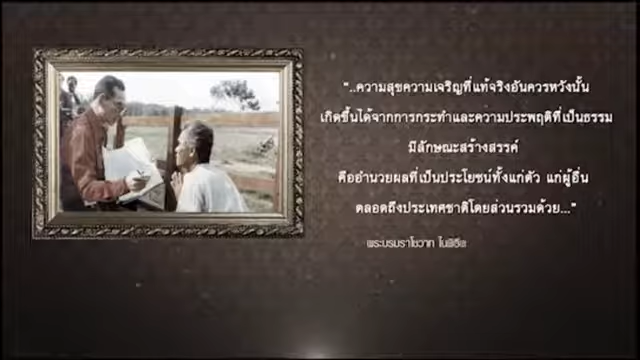 “..ความสุขความเจริญที่แท้จริงอันควรหวังนั้น
เกิดขึ้นได้จากการกระทำและความประพฤติที่เป็นธรรม
มีลักษณะสร้างสรรค์
คืออำนวยผลที่เป็นประโยชน์ทั้งแก่ตัว แก่ผู้อื่น
ตลอดถึงประเทศชาติโดยส่วนรวมด้วย...”
พระบรมราโชวาท ในพิธีพ